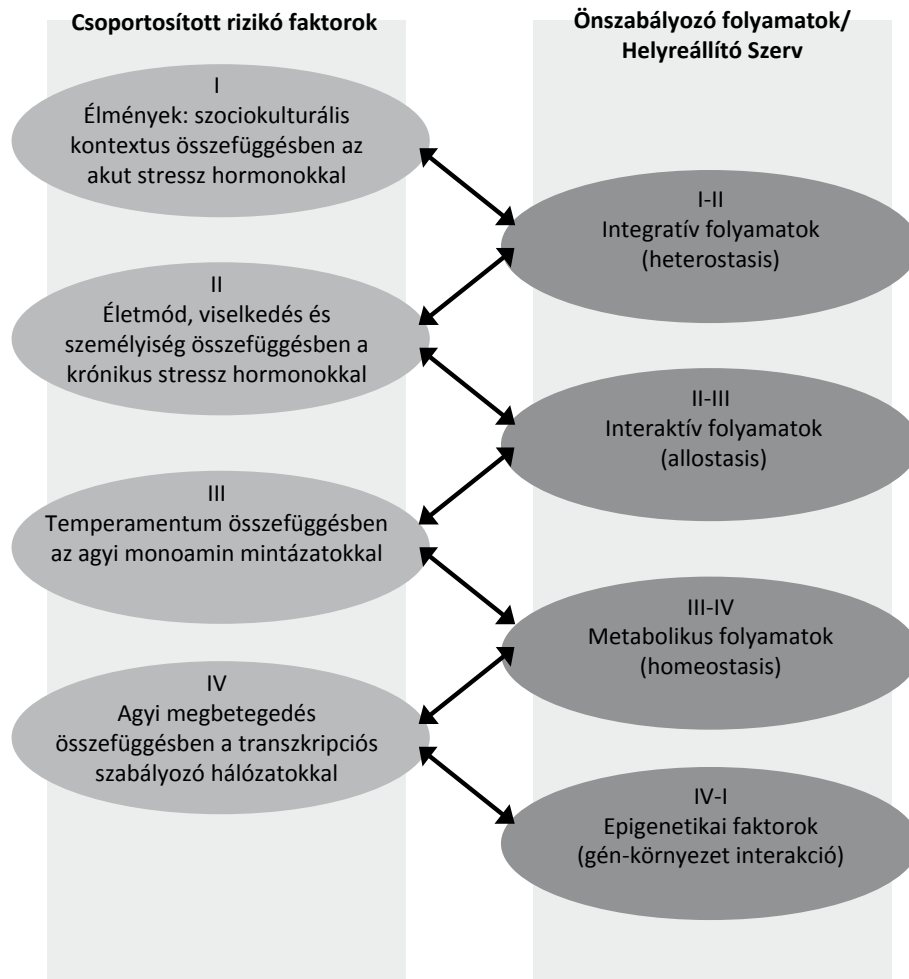 Csoportosított rizikó faktorok
I
Élmények: szociokulturális
kontextus összefüggésben az
akut stressz hormonokkal
II
Életmód, viselkedés és
személyiség összefüggésben a
krónikus stressz hormonokkal
III
Temperamentum összefüggésben
az agyi monoamin mintázatokkal
IV
Agyi megbetegedés
összefüggésben a transzkripciós
szabályozó hálózatokkal
Önszabályozó folyamatok/
Helyreállító Szerv
I-II
Integratív folyamatok
(heterostasis)
II-III
Interaktív folyamatok
(allostasis)
III-IV
Metabolikus folyamatok
(homeostasis)
IV-I
Epigenetikai faktorok
(gén-környezet interakció)